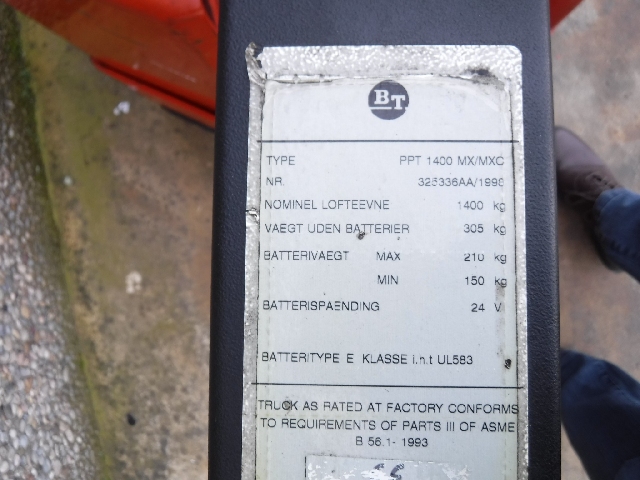 BT
TYPE PPT 1400 MX/MXC
NR. 325336AA/1998
NOMINEL LOFTEEVNE 1400 kg
VAEGT UDEN BATTERIER 305 kg
BATTERIVAEGT MAX 210 kg
MIN 150 kg
BATTERISPAENDING 24 V
BATTERITYPE E KLASSE i.h.t UL583
TRUCK AS RATED AT FACTORY CONFORMS
TO REQUIREMENTS OF PARTS III OF ASME
B 56.1- 1993